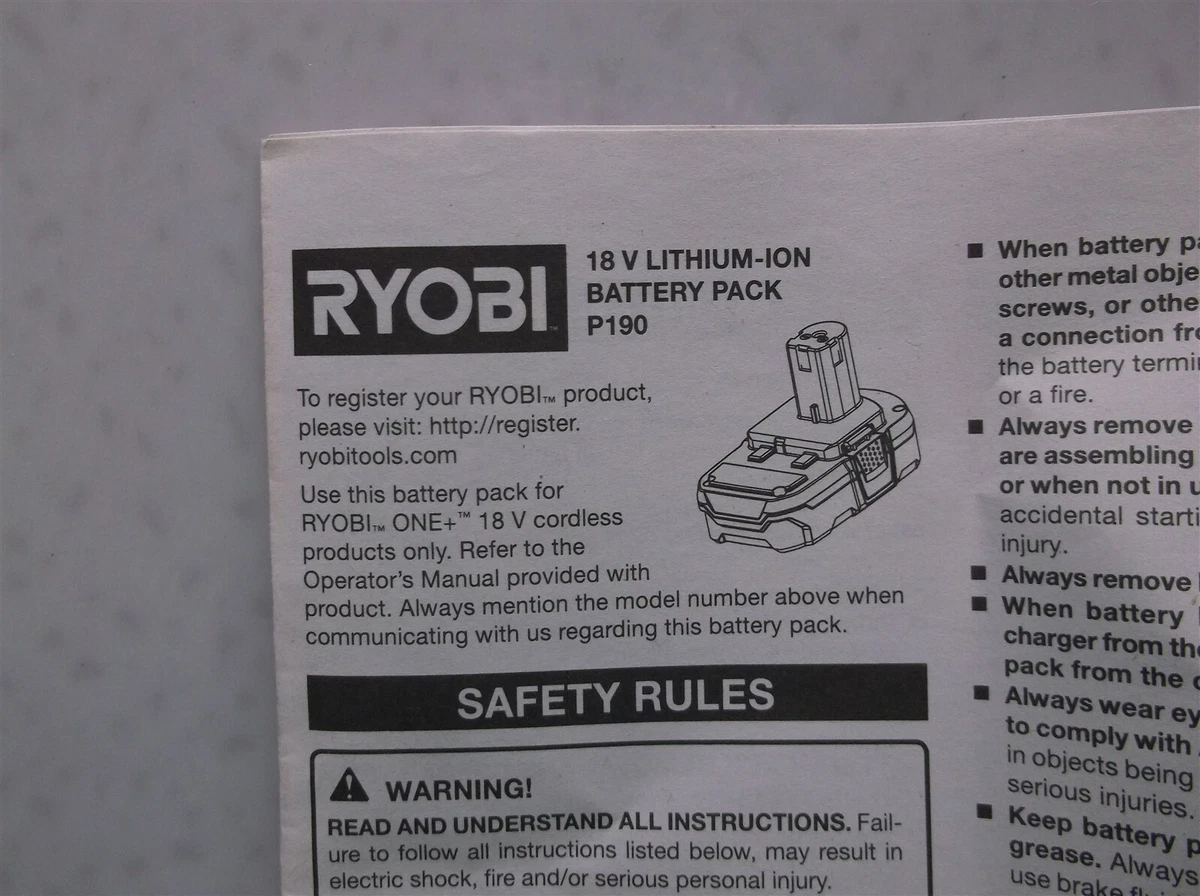 RYOBI™
18 V LITHIUM-ION
BATTERY PACK
P190
To register your RYOBI™ product,
please visit: http://register.
ryobitools.com
Use this battery pack for
RYOBI™ ONE+™ 18 V cordless
products only. Refer to the
Operator's Manual provided with
product. Always mention the model number above when
communicating with us regarding this battery pack.
SAFETY RULES
WARNING!
READ AND UNDERSTAND ALL INSTRUCTIONS. Fail-
ure to follow all instructions listed below, may result in
electric shock, fire and/or serious personal injury.
■ When battery
other metal
screws, or
a connection
the battery
or a fire.
■ Always remove
are assembling
or when not in
accidental
injury.
■ Always remove
■ When battery
charger from
pack from the
■ Always wear
to comply with
in objects being
serious injuries.
■ Keep battery
grease. Always
use brake